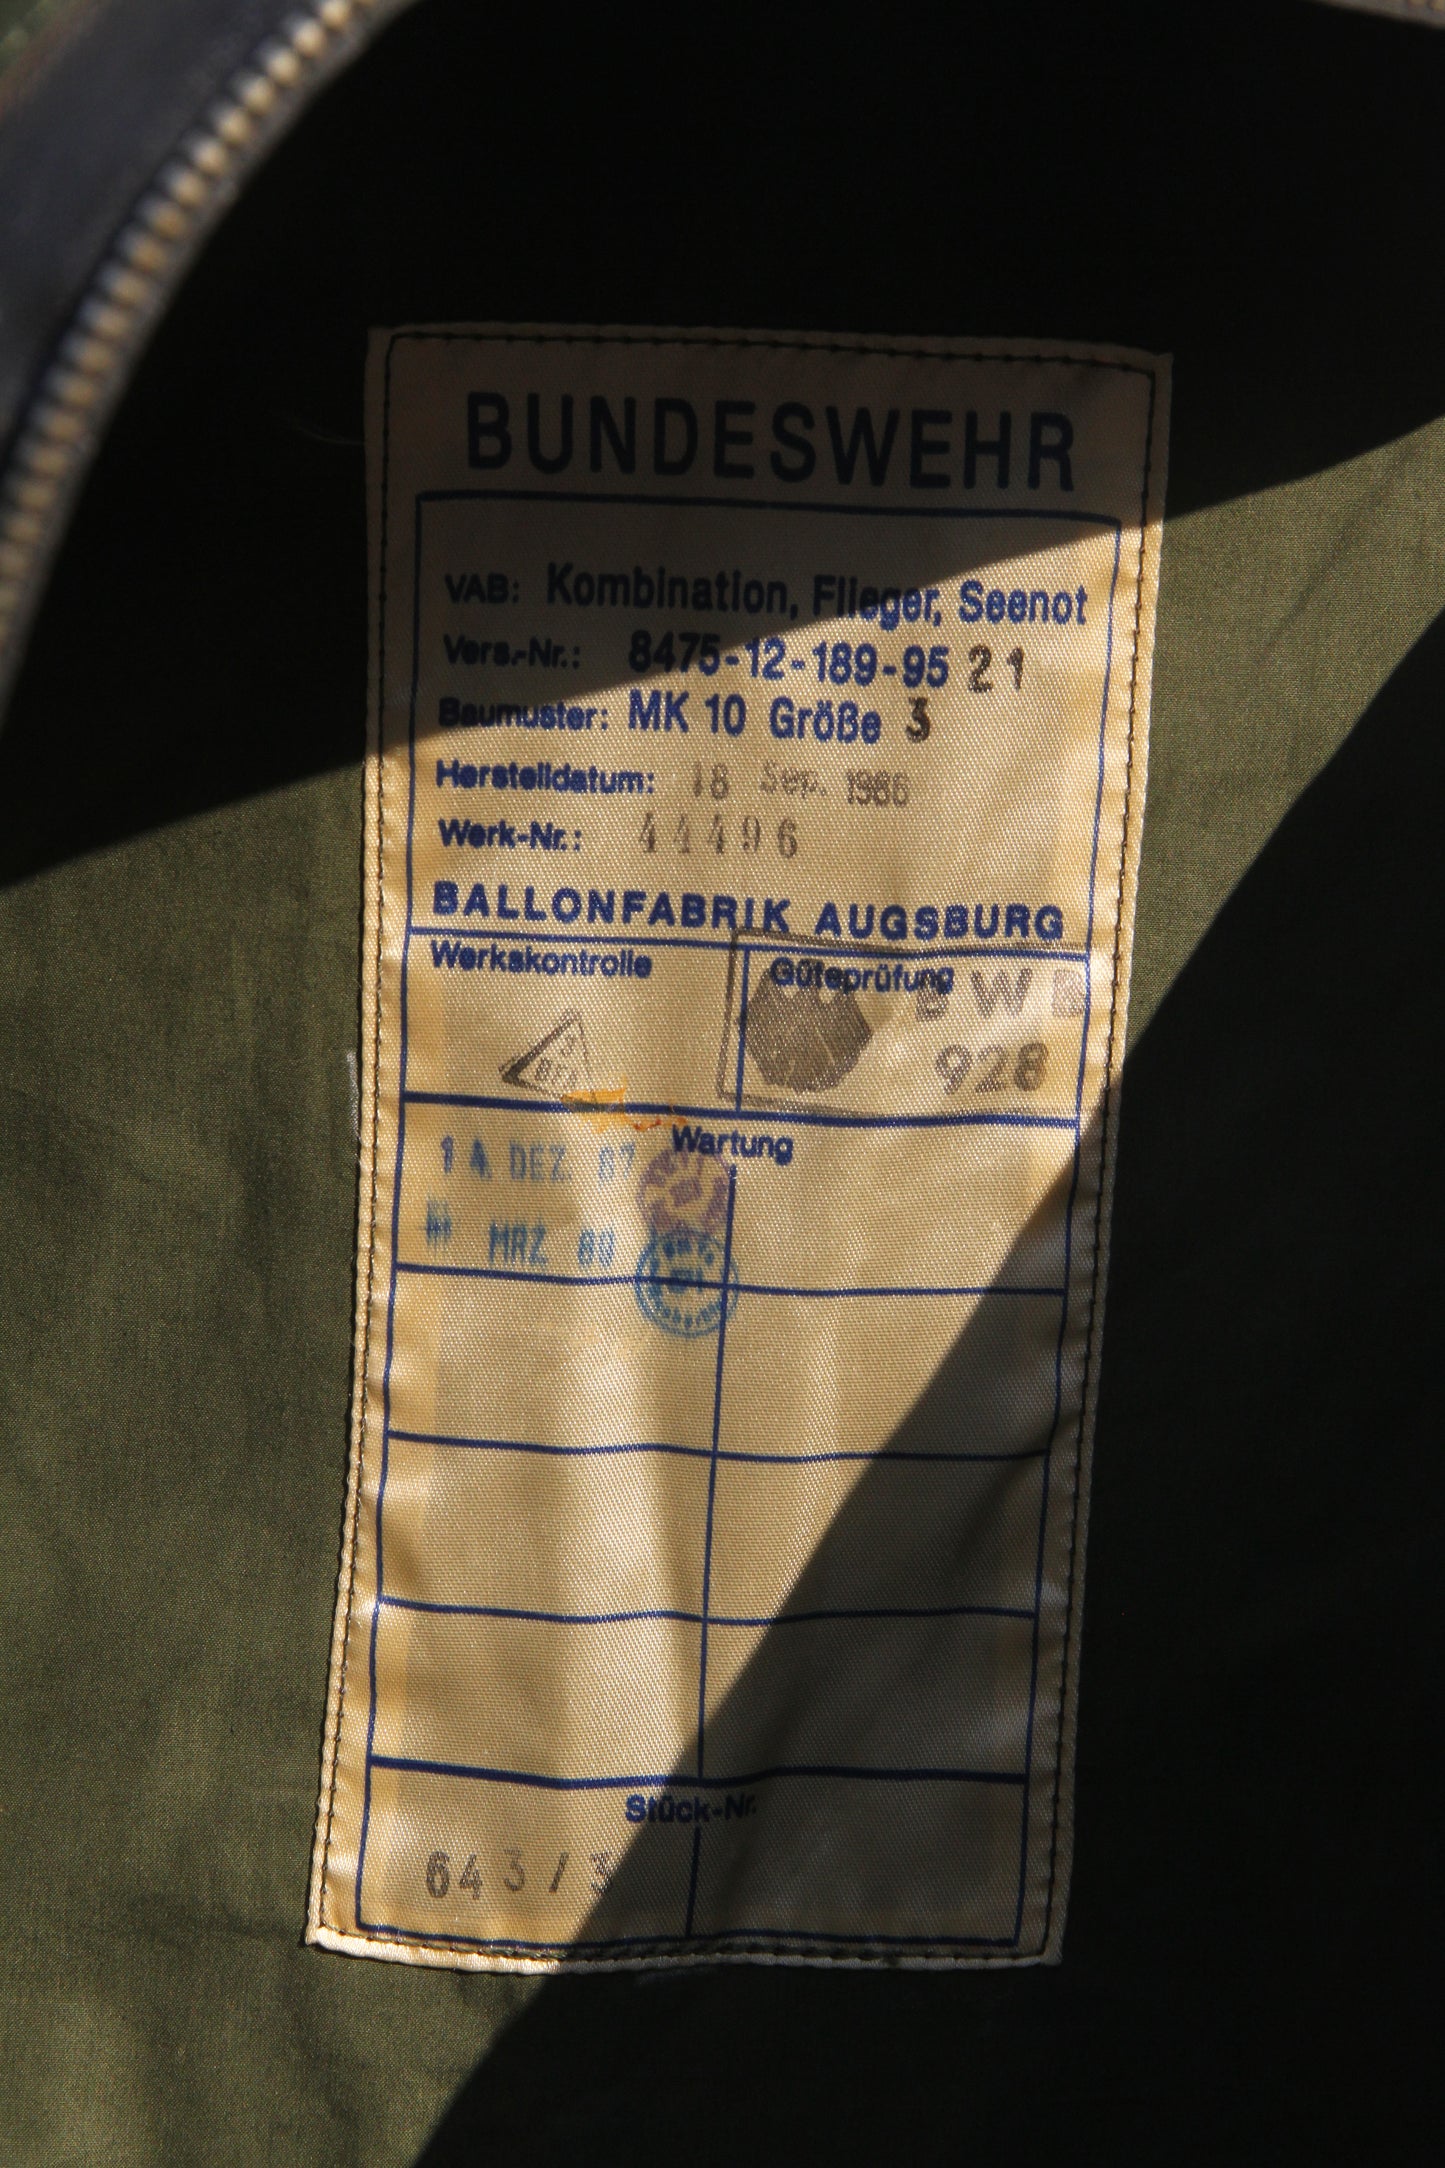 BUNDESWEHR
VAB: Kombination, Flieger, Seenot
Vers.-Nr.: 8475-12-189-95 21
Baumuster: MK 10 Größe 3
Herstelldatum: 18 Sep. 1986
Werk-Nr.: 44496
BALLONFABRIK AUGSBURG
Werkskontrolle
Güteprüfung
BWB
928
Wartung
14. DEZ. 87
MRZ 89
Stück-Nr.
643/3